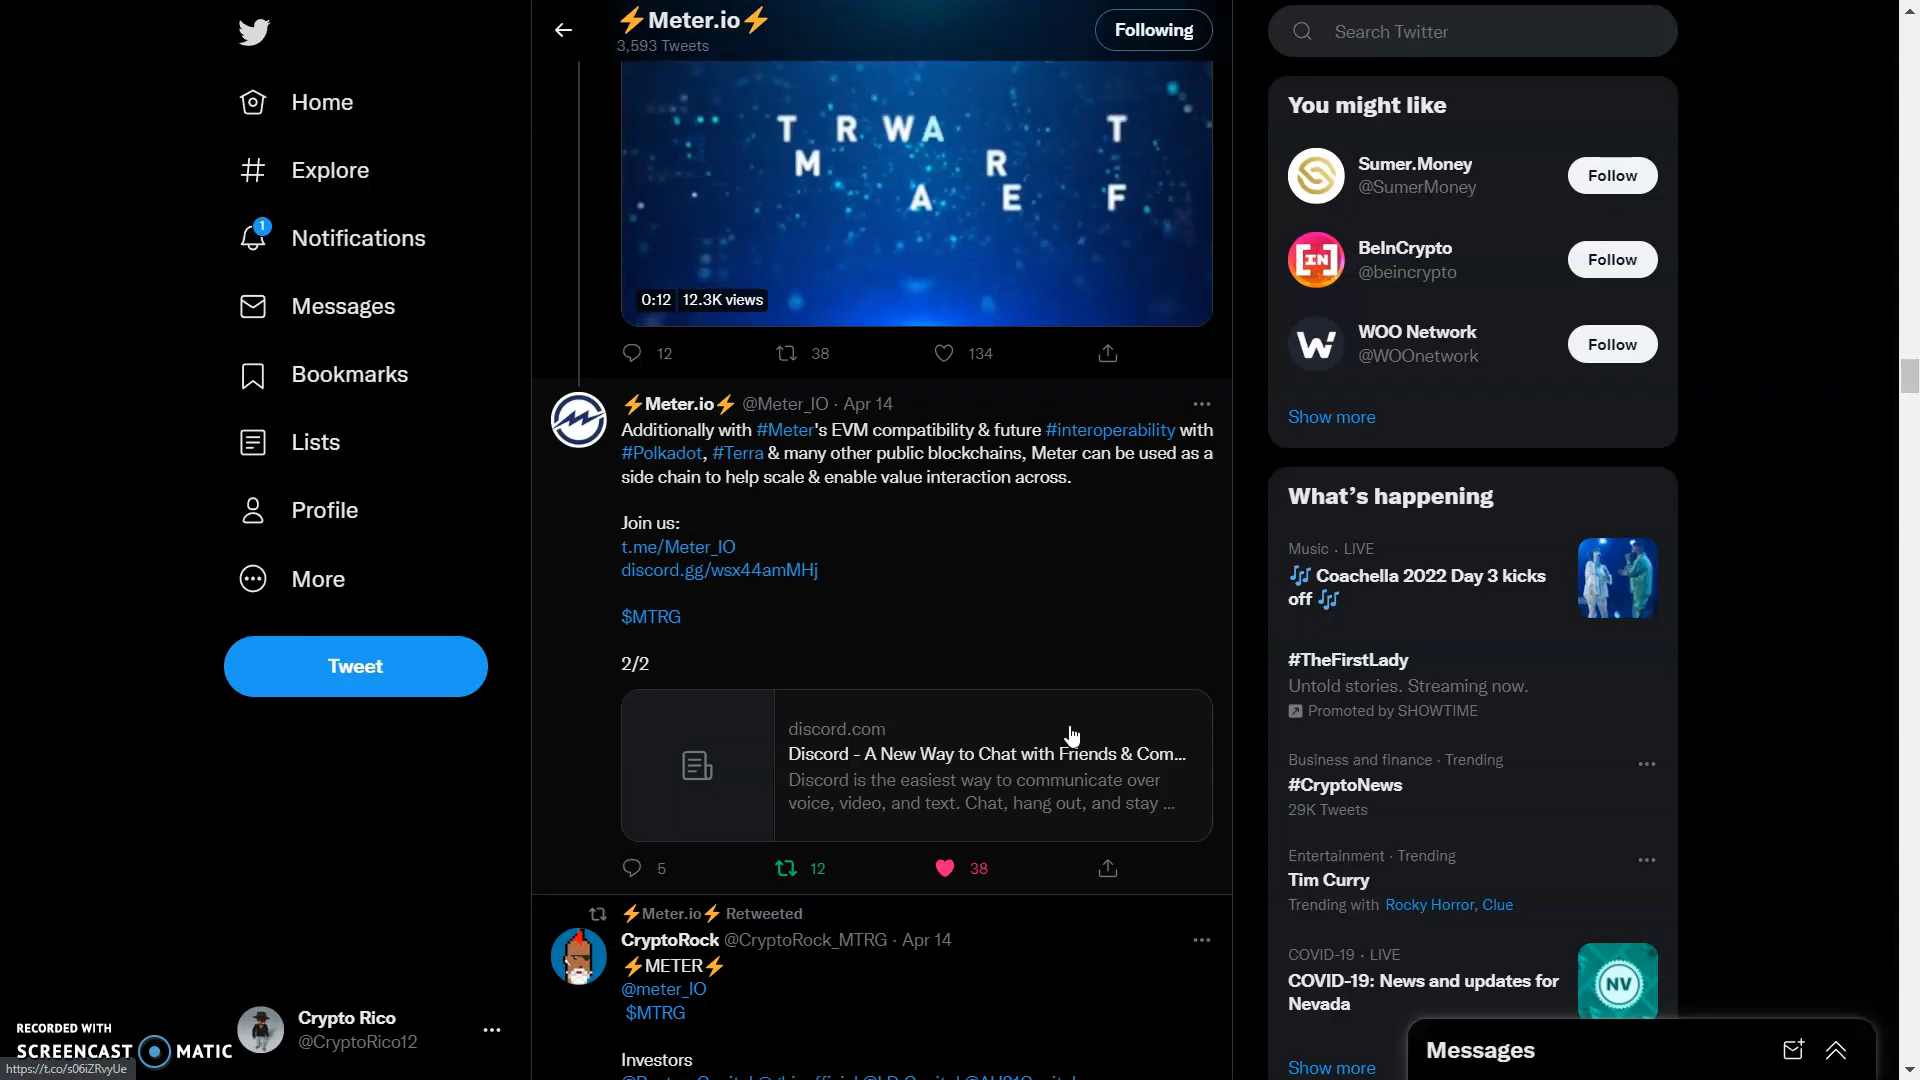 Home
Explore
1
Notifications
Messages
Bookmarks
Lists
Profile
More
Tweet
Crypto Rico
@CryptoRico12
RECORDED WITH
SCREENCAST MATIC
https://t.co/s06iZRvyUe
⚡Meter.io⚡
3,593 Tweets
Following
T R W A T
M R
A E F
0:12 12.3K views
12 38 134
⚡Meter.io⚡ @Meter_IO · Apr 14
Additionally with #Meter's EVM compatibility & future #interoperability with
#Polkadot, #Terra & many other public blockchains, Meter can be used as a
side chain to help scale & enable value interaction across.
Join us:
t.me/Meter_IO
discord.gg/wsx44amMHj
$MTRG
2/2
discord.com
Discord - A New Way to Chat with Friends & Com...
Discord is the easiest way to communicate over
voice, video, and text. Chat, hang out, and stay ...
5 12 38
⚡Meter.io⚡ Retweeted
CryptoRock @CryptoRock_MTRG · Apr 14
⚡METER⚡
@meter_IO
$MTRG
Investors
Search Twitter
You might like
Sumer.Money
@SumerMoney
Follow
IN
BeInCrypto
@beincrypto
Follow
WOO Network
@WOOnetwork
Follow
Show more
What's happening
Music · LIVE
🎶 Coachella 2022 Day 3 kicks
off 🎶
#TheFirstLady
Untold stories. Streaming now.
Promoted by SHOWTIME
Business and finance · Trending
#CryptoNews
29K Tweets
Entertainment · Trending
Tim Curry
Trending with Rocky Horror, Clue
COVID-19 · LIVE
COVID-19: News and updates for
Nevada
NV
Show more
Messages